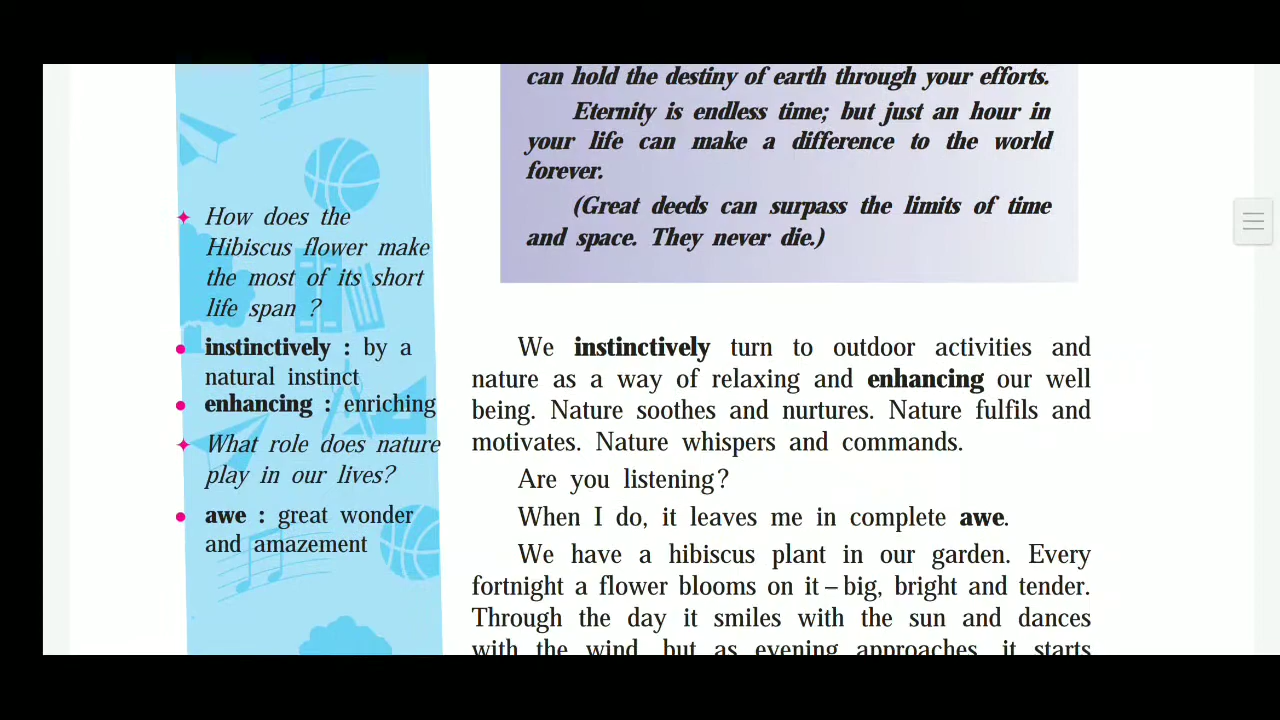 can hold the destiny of earth through your efforts.
Eternity is endless time; but just an hour in
your life can make a difference to the world
forever.
(Great deeds can surpass the limits of time
and space. They never die.)
✦ How does the
Hibiscus flower make
the most of its short
life span ?
• instinctively : by a
natural instinct
• enhancing : enriching
✦ What role does nature
play in our lives?
• awe : great wonder
and amazement
We instinctively turn to outdoor activities and
nature as a way of relaxing and enhancing our well
being. Nature soothes and nurtures. Nature fulfils and
motivates. Nature whispers and commands.
Are you listening?
When I do, it leaves me in complete awe.
We have a hibiscus plant in our garden. Every
fortnight a flower blooms on it – big, bright and tender.
Through the day it smiles with the sun and dances
with the wind, but as evening approaches, it starts